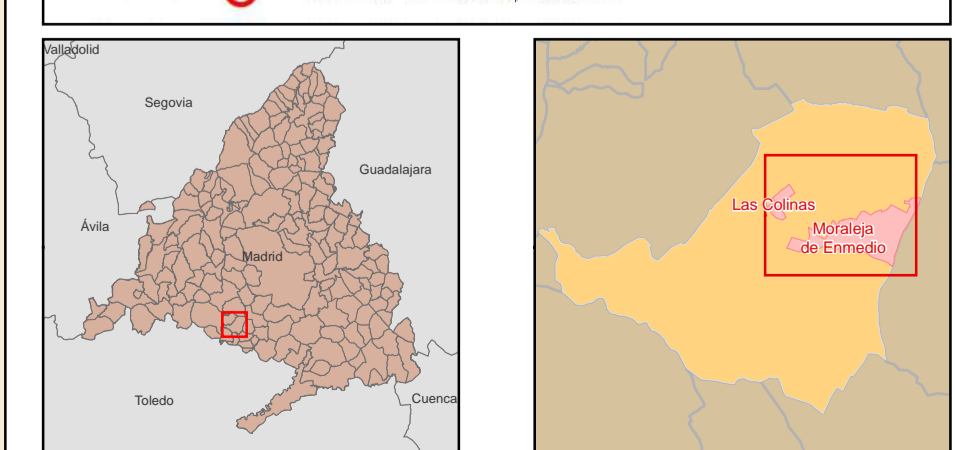 Valladolid
Segovia
Guadalajara
Ávila
Madrid
Toledo
Cuenca
Las Colinas
Moraleja
de Enmedio